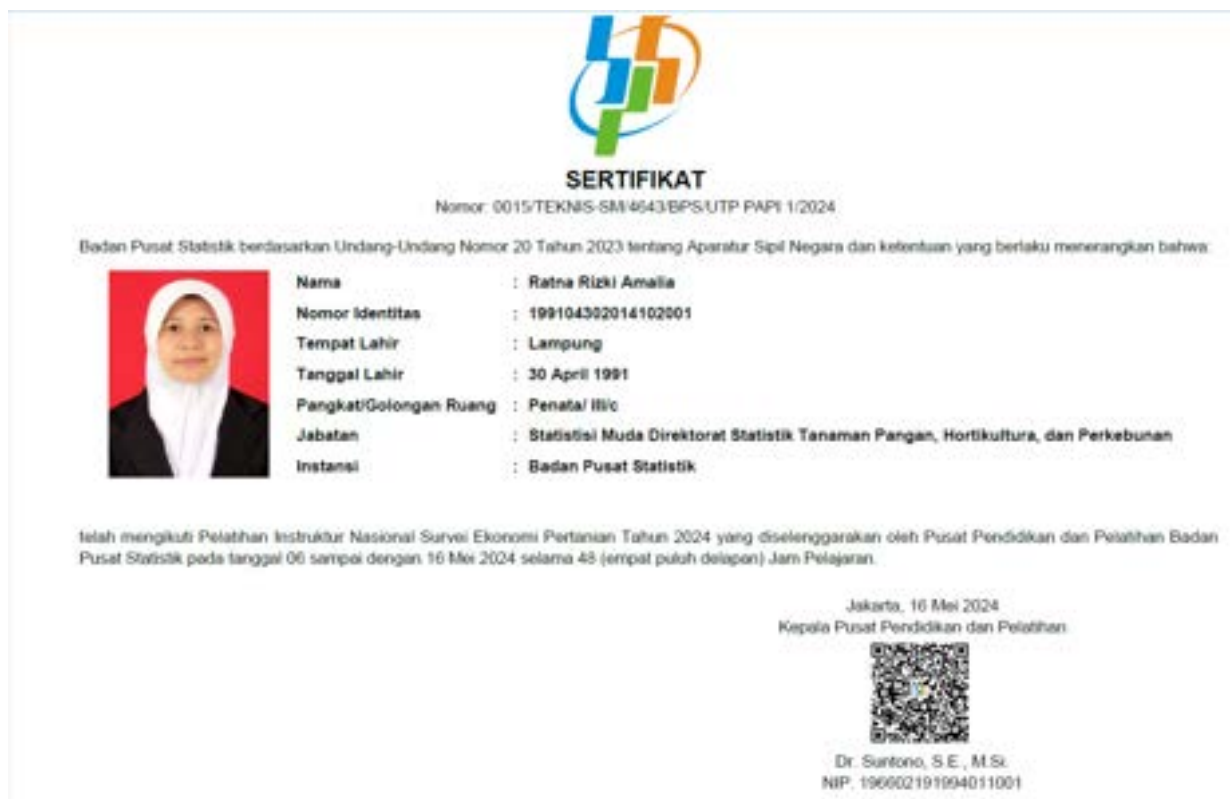 SERTIFIKAT
Nomor: 0015/TEKNIS-SM/4643/BPS/UTP PAPI 1/2024
Badan Pusat Statistik berdasarkan Undang-Undang Nomor 20 Tahun 2023 tentang Aparatur Sipil Negara dan ketentuan yang berlaku menerangkan bahwa:
Nama : Ratna Rizki Amalia
Nomor Identitas : 199104302014102001
Tempat Lahir : Lampung
Tanggal Lahir : 30 April 1991
Pangkat/Golongan Ruang : Penata/ III/c
Jabatan : Statistisi Muda Direktorat Statistik Tanaman Pangan, Hortikultura, dan Perkebunan
Instansi : Badan Pusat Statistik
telah mengikuti Pelatihan Instruktur Nasional Survei Ekonomi Pertanian Tahun 2024 yang diselenggarakan oleh Pusat Pendidikan dan Pelatihan Badan
Pusat Statistik pada tanggal 06 sampai dengan 16 Mei 2024 selama 48 (empat puluh delapan) Jam Pelajaran.
Jakarta, 16 Mei 2024
Kepala Pusat Pendidikan dan Pelatihan
Dr. Suntono, S.E., M.Si.
NIP. 196602191994011001